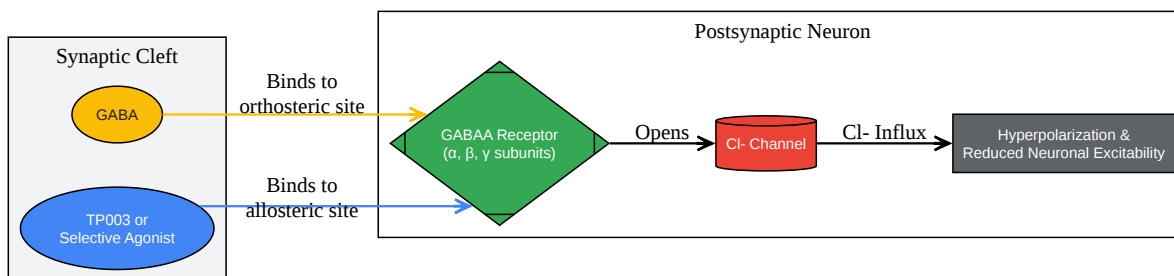 Postsynaptic Neuron
Synaptic Cleft
GABA
Binds to
orthosteric site
GABAA Receptor
(α, β, γ subunits)
Opens
Cl- Channel
Cl- Influx
Hyperpolarization &
Reduced Neuronal Excitability
TP003 or
Selective Agonist
Binds to
allosteric site